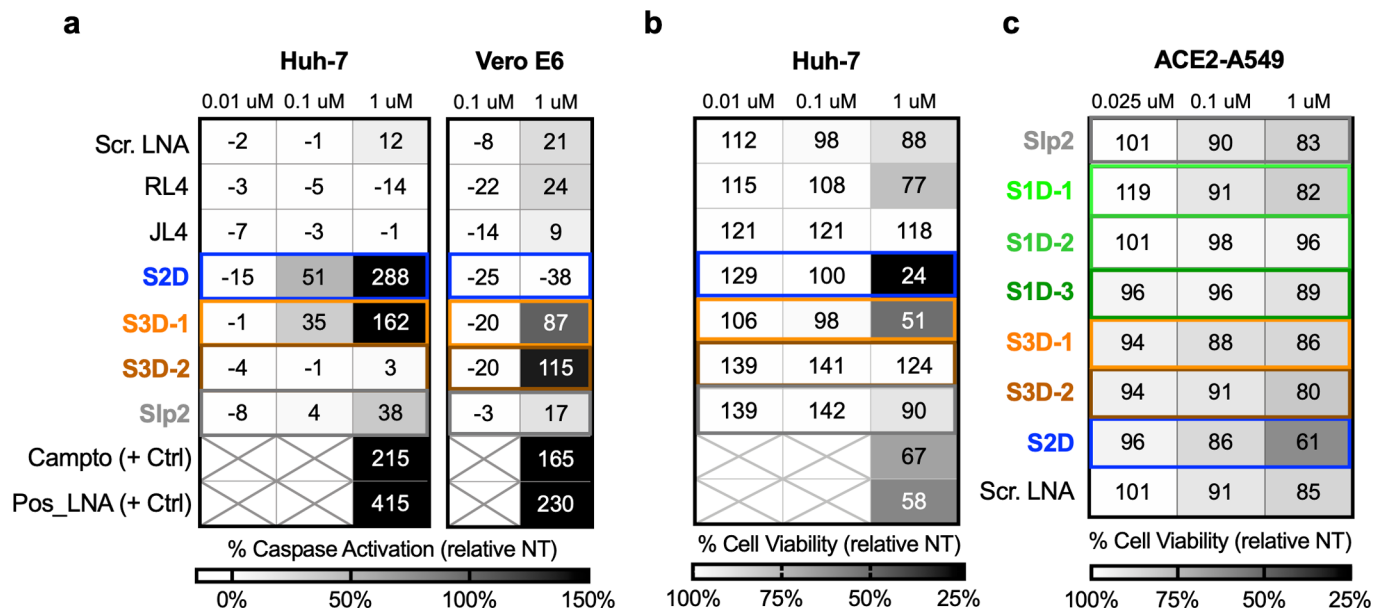 a b c
Huh-7 Vero E6 Huh-7 ACE2-A549
0.01 uM 0.1 uM 1 uM 0.1 uM 1 uM 0.01 uM 0.1 uM 1 uM 0.025 uM 0.1 uM 1 uM
Scr. LNA -2 -1 12 -8 21 112 98 88 Slp2 101 90 83
RL4 -3 -5 -14 -22 24 115 108 77 S1D-1 119 91 82
JL4 -7 -3 -1 -14 9 121 121 118 S1D-2 101 98 96
S2D -15 51 288 -25 -38 129 100 24 S1D-3 96 96 89
S3D-1 -1 35 162 -20 87 106 98 51 S3D-1 94 88 86
S3D-2 -4 -1 3 -20 115 139 141 124 S3D-2 94 91 80
Slp2 -8 4 38 -3 17 139 142 90 S2D 96 86 61
Campto (+ Ctrl) 215 165 67 Scr. LNA 101 91 85
Pos_LNA (+ Ctrl) 415 230 58
% Caspase Activation (relative NT) % Cell Viability (relative NT) % Cell Viability (relative NT)
0% 50% 100% 150% 100% 75% 50% 25% 100% 75% 50% 25%